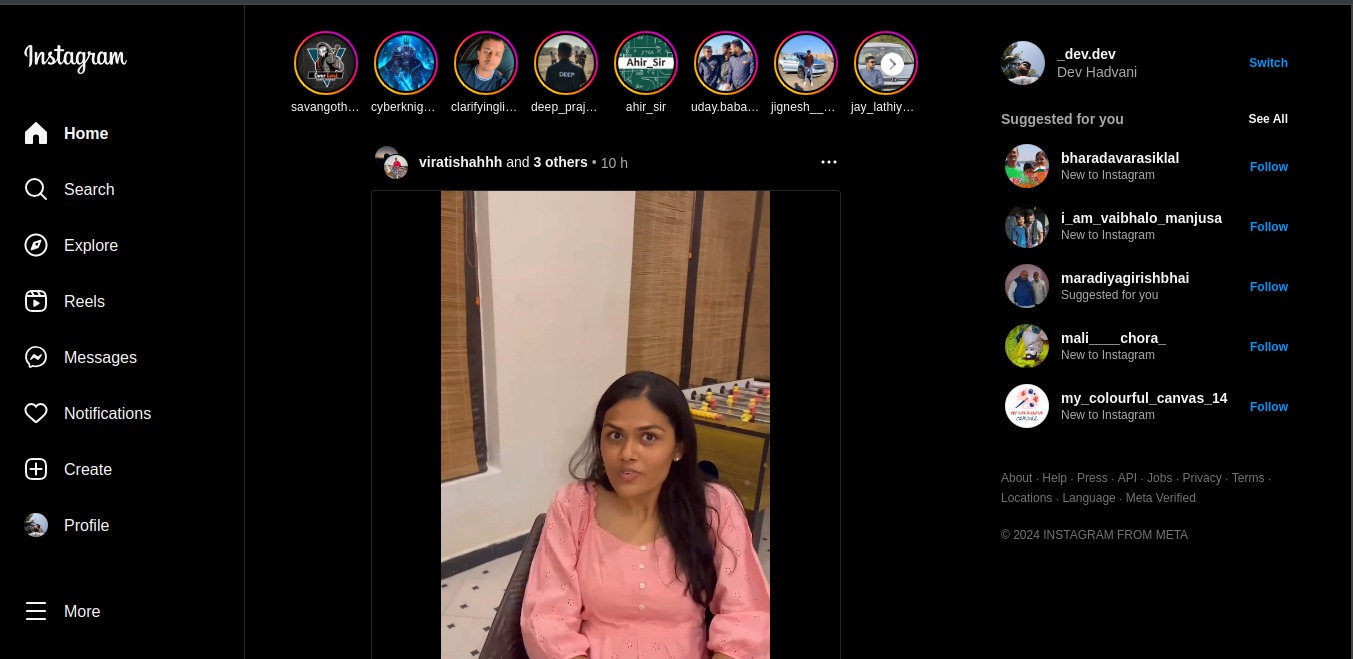 Instagram
Home
Search
Explore
Reels
Messages
Notifications
Create
Profile
More
savangoth...
cyberknig...
clarifyingli...
deep_praj...
ahir_sir
uday.baba...
jignesh__...
jay_lathiy...
DEEP
Ahir_Sir
viratishahhh and 3 others • 10 h
_dev.dev
Dev Hadvani
Switch
Suggested for you
See All
bharadavarasiklal
New to Instagram
Follow
i_am_vaibhalo_manjusa
New to Instagram
Follow
maradiyagirishbhai
Suggested for you
Follow
mali____chora_
New to Instagram
Follow
my_colourful_canvas_14
New to Instagram
Follow
MY COLOURFUL
CANVAS
About · Help · Press · API · Jobs · Privacy · Terms ·
Locations · Language · Meta Verified
© 2024 INSTAGRAM FROM META